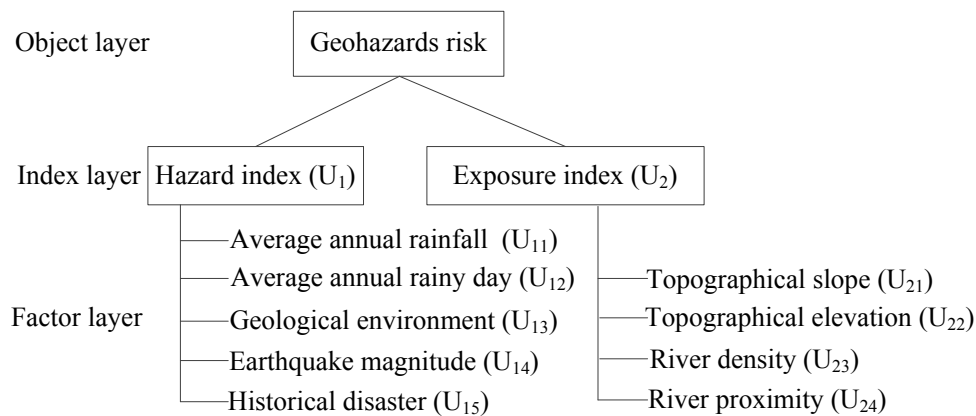 Object layer
Geohazards risk
Index layer
Hazard index (U₁)
Exposure index (U₂)
Factor layer
Average annual rainfall (U₁₁)
Average annual rainy day (U₁₂)
Geological environment (U₁₃)
Earthquake magnitude (U₁₄)
Historical disaster (U₁₅)
Topographical slope (U₂₁)
Topographical elevation (U₂₂)
River density (U₂₃)
River proximity (U₂₄)